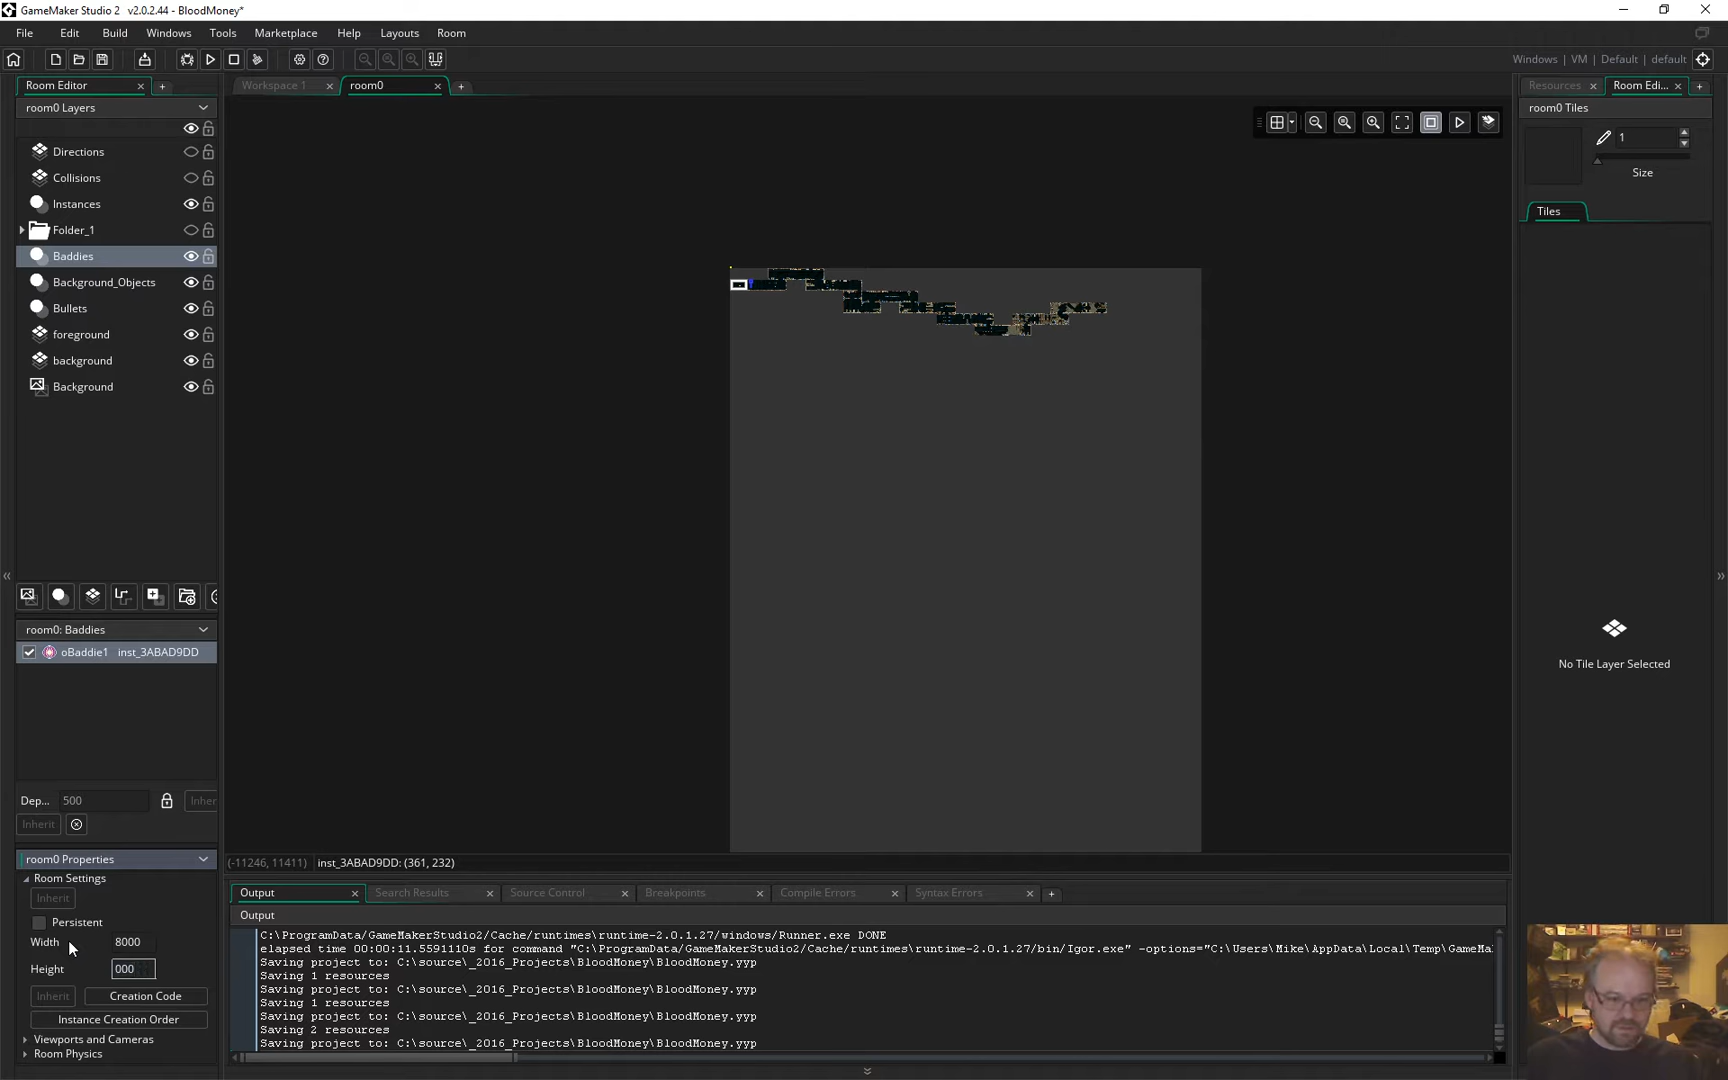 GameMaker Studio 2 v2.0.2.44 - BloodMoney*
File Edit Build Windows Tools Marketplace Help Layouts Room
Windows | VM | Default | default
Room Editor
Workspace 1
room0
Resources
Room Edi...
room0 Layers
room0 Tiles
Directions
Collisions
Instances
Folder_1
Baddies
Background_Objects
Bullets
foreground
background
Background
1
Size
Tiles
No Tile Layer Selected
room0: Baddies
oBaddie1 inst_3ABAD9DD
Dep... 500
Inherit
room0 Properties
Room Settings
Inherit
Persistent
Width 8000
Height 000
Inherit Creation Code
Instance Creation Order
Viewports and Cameras
Room Physics
(-11246, 11411) inst_3ABAD9DD: (361, 232)
Output Search Results Source Control Breakpoints Compile Errors Syntax Errors
Output
C:\ProgramData/GameMakerStudio2/Cache/runtimes\runtime-2.0.1.27/windows/Runner.exe DONE
elapsed time 00:00:11.5591110s for command "C:\ProgramData/GameMakerStudio2/Cache/runtimes\runtime-2.0.1.27/bin/Igor.exe" -options="C:\Users\Mike\AppData\Local\Temp\GameMa
Saving project to: C:\source\_2016_Projects\BloodMoney\BloodMoney.yyp
Saving 1 resources
Saving project to: C:\source\_2016_Projects\BloodMoney\BloodMoney.yyp
Saving 1 resources
Saving project to: C:\source\_2016_Projects\BloodMoney\BloodMoney.yyp
Saving 2 resources
Saving project to: C:\source\_2016_Projects\BloodMoney\BloodMoney.yyp